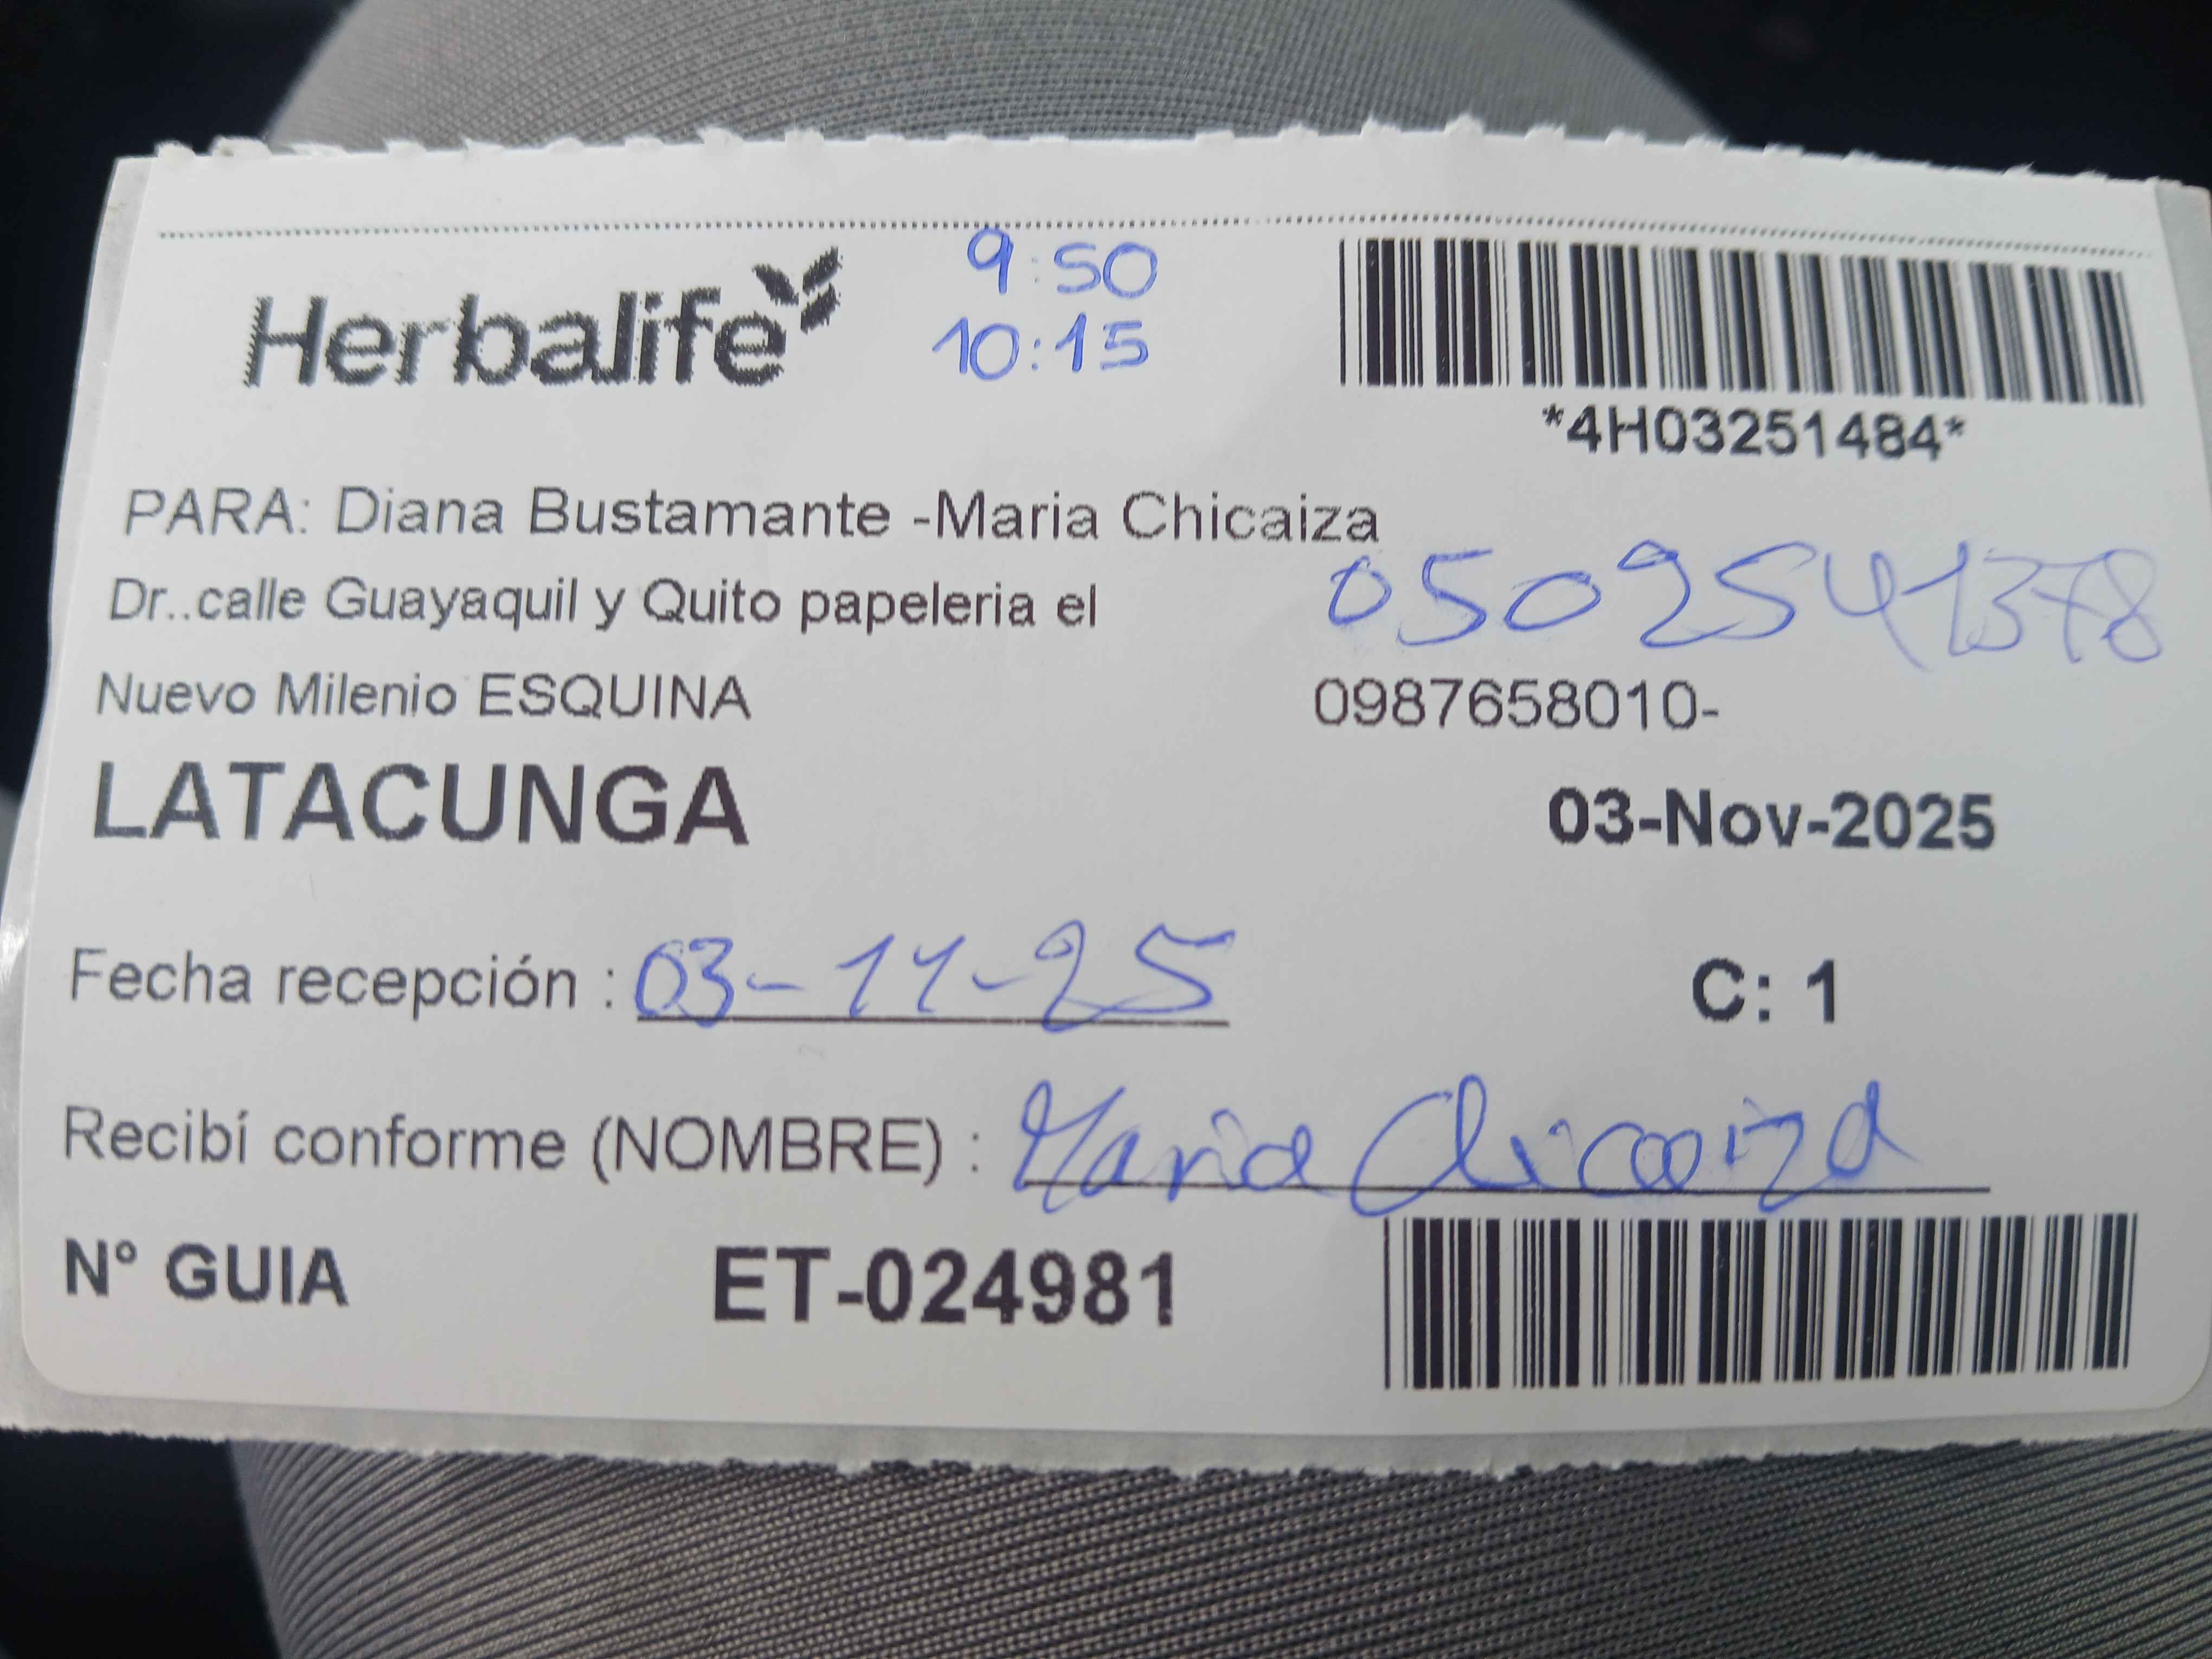 Herbalife
9:50
10:15
*4H03251484*
PARA: Diana Bustamante -Maria Chicaiza
Dr..calle Guayaquil y Quito papeleria el
0502541378
Nuevo Milenio ESQUINA
0987658010-
LATACUNGA
03-Nov-2025
Fecha recepción : 03-11-25
C: 1
Recibí conforme (NOMBRE) : Maria Chicaiza
N° GUIA ET-024981